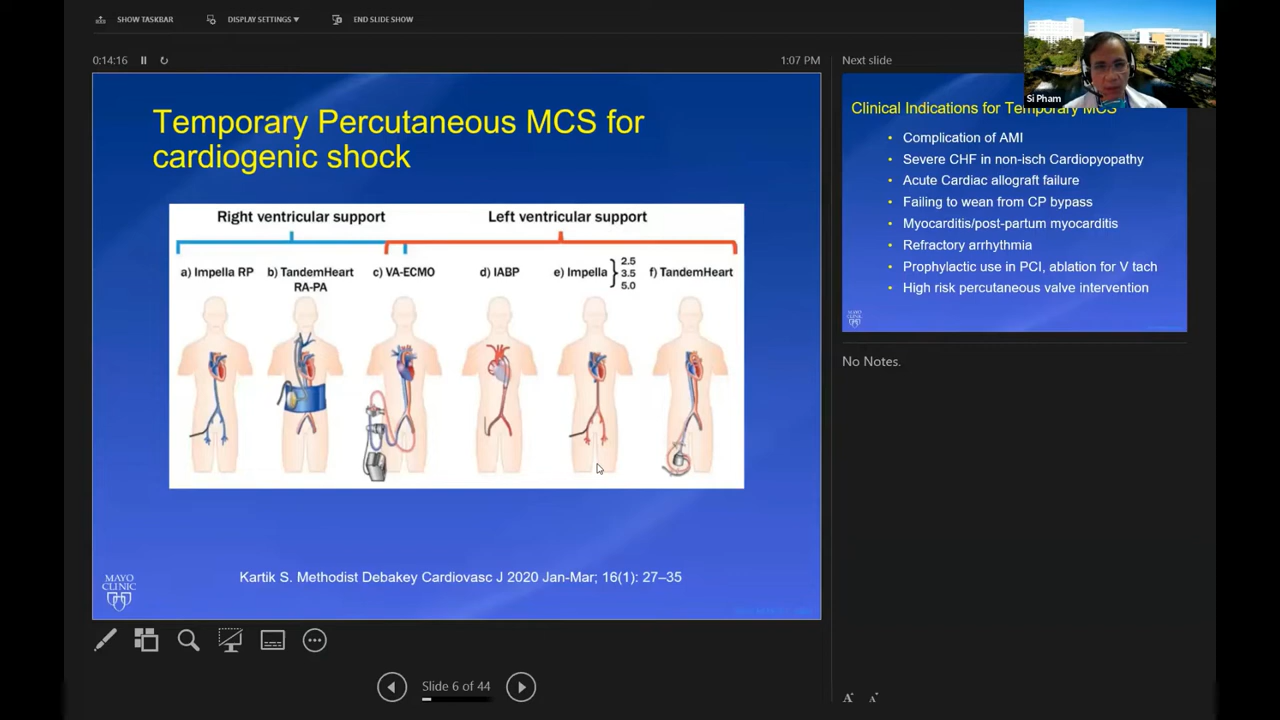 SHOW TASKBAR
DISPLAY SETTINGS ▼
END SLIDE SHOW
0:14:16
1:07 PM
Temporary Percutaneous MCS for
cardiogenic shock
Right ventricular support
Left ventricular support
a) Impella RP
b) TandemHeart
RA-PA
c) VA-ECMO
d) IABP
e) Impella
2.5
3.5
5.0
f) TandemHeart
Kartik S. Methodist Debakey Cardiovasc J 2020 Jan-Mar; 16(1): 27–35
MAYO
CLINIC
Slide 6 of 44
Next slide
Si Pham
Clinical Indications for Temporary MCS
• Complication of AMI
• Severe CHF in non-isch Cardiopyopathy
• Acute Cardiac allograft failure
• Failing to wean from CP bypass
• Myocarditis/post-partum myocarditis
• Refractory arrhythmia
• Prophylactic use in PCI, ablation for V tach
• High risk percutaneous valve intervention
No Notes.
A
A